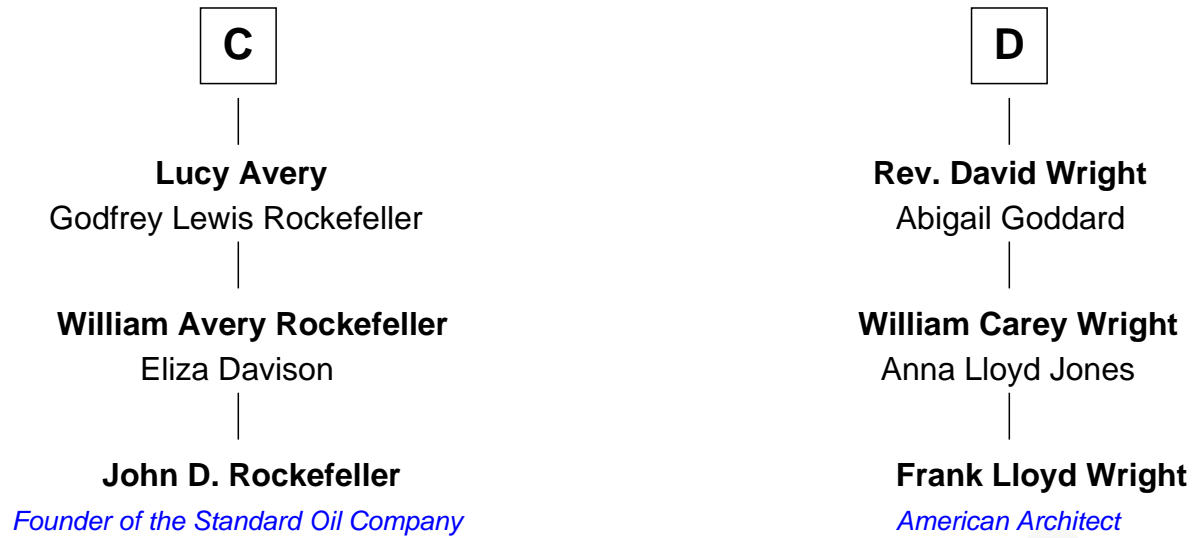 C
Lucy Avery
Godfrey Lewis Rockefeller
William Avery Rockefeller
Eliza Davison
John D. Rockefeller
Founder of the Standard Oil Company
D
Rev. David Wright
Abigail Goddard
William Carey Wright
Anna Lloyd Jones
Frank Lloyd Wright
American Architect